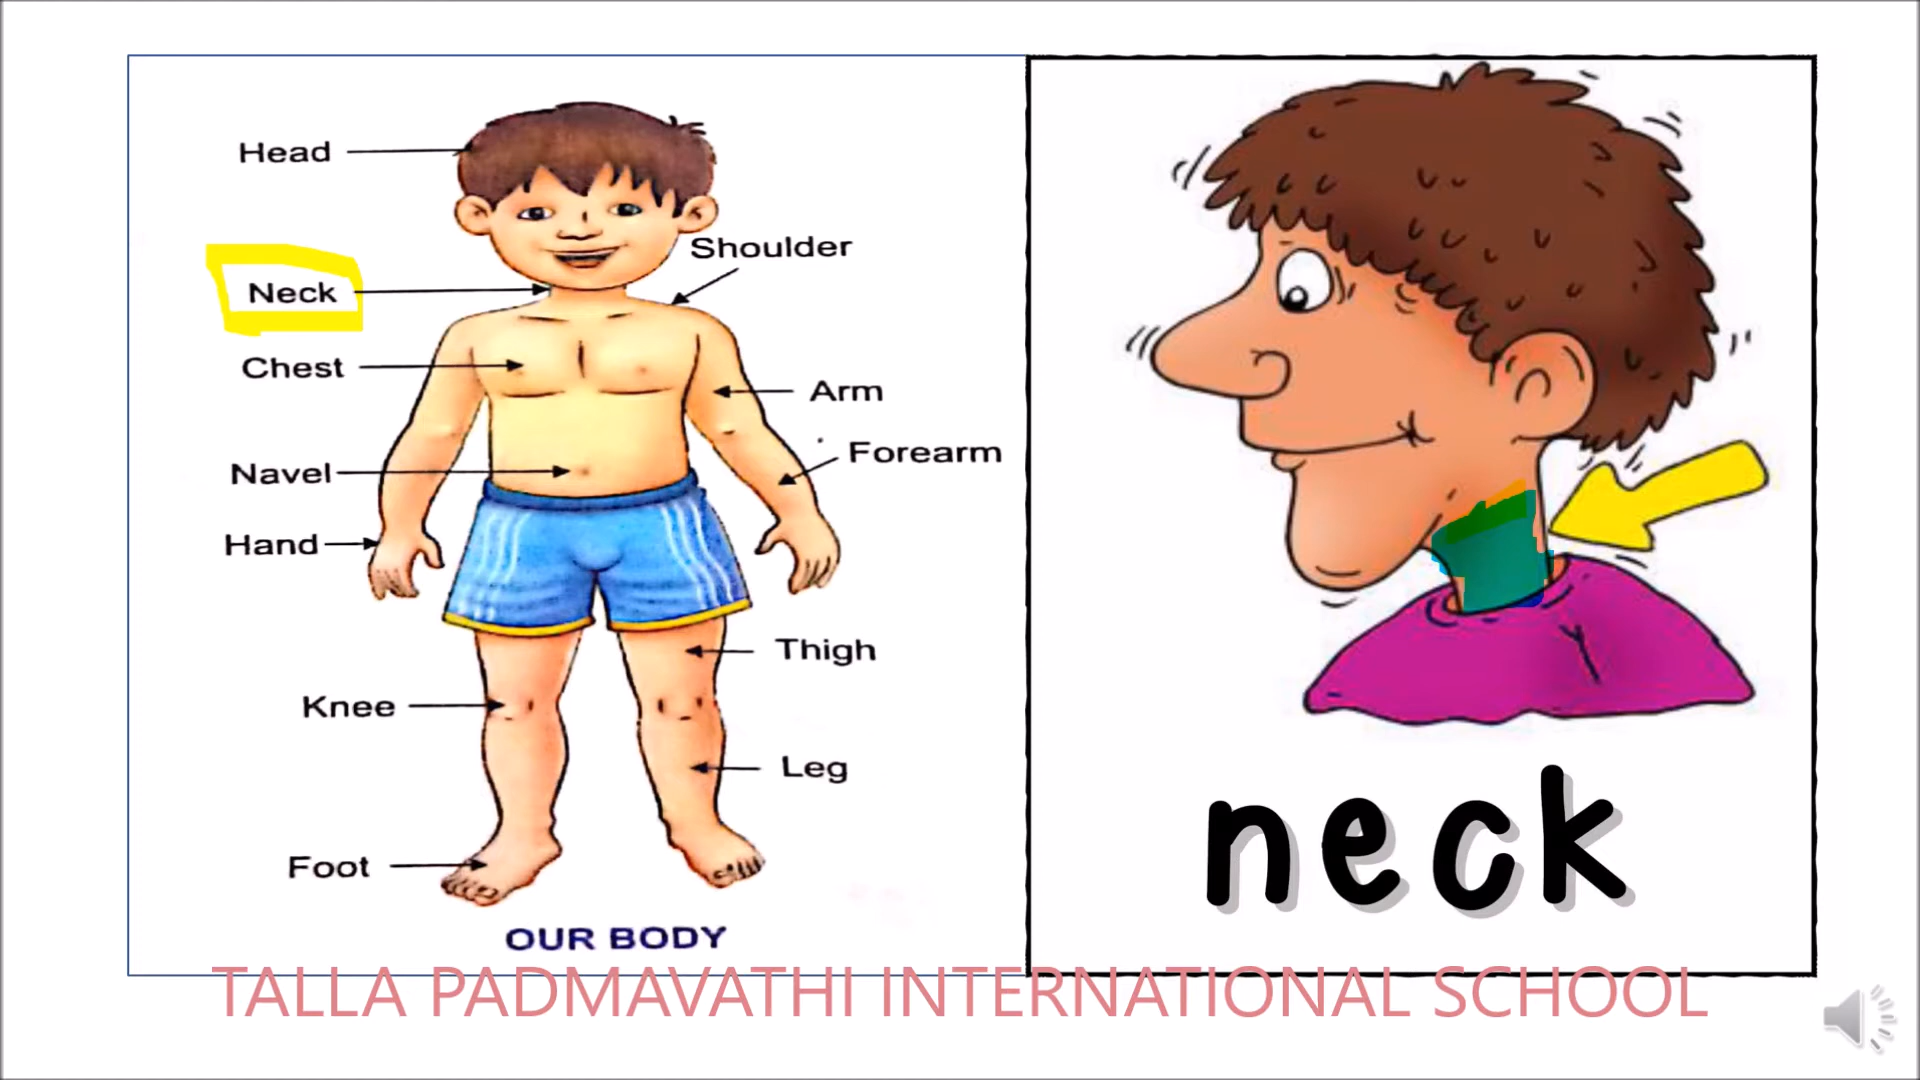 Head
Shoulder
Neck
Chest
Arm
Forearm
Navel
Hand
Thigh
Knee
Leg
Foot
OUR BODY
neck
TALLA PADMAVATHI INTERNATIONAL SCHOOL